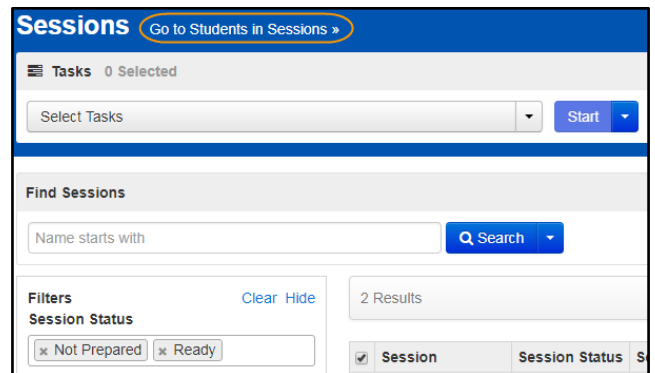 Sessions Go to Students in Sessions »
Tasks 0 Selected
Select Tasks
Start
Find Sessions
Name starts with
Search
Filters Clear Hide
2 Results
Session Status
× Not Prepared × Ready
Session Session Status